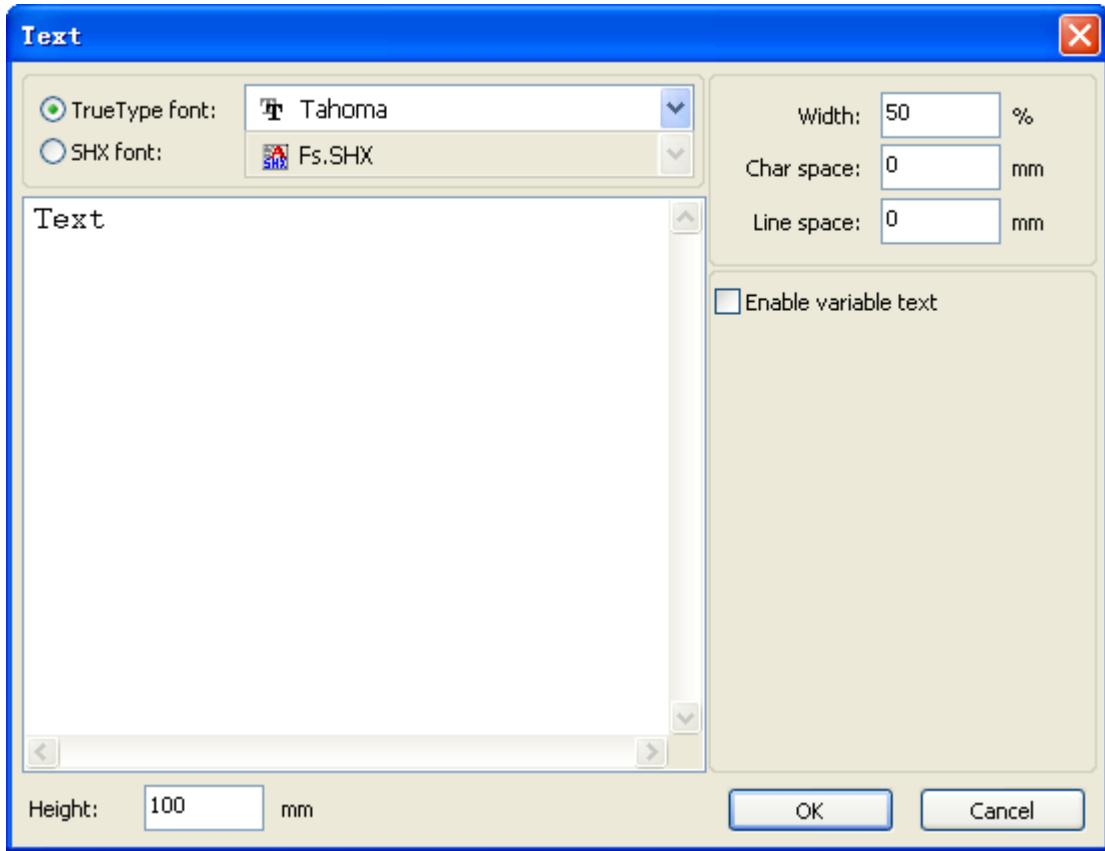 Text
TrueType font: Tahoma
SHX font: Fs.SHX
Width: 50 %
Char space: 0 mm
Line space: 0 mm
Text
Enable variable text
Height: 100 mm
OK Cancel